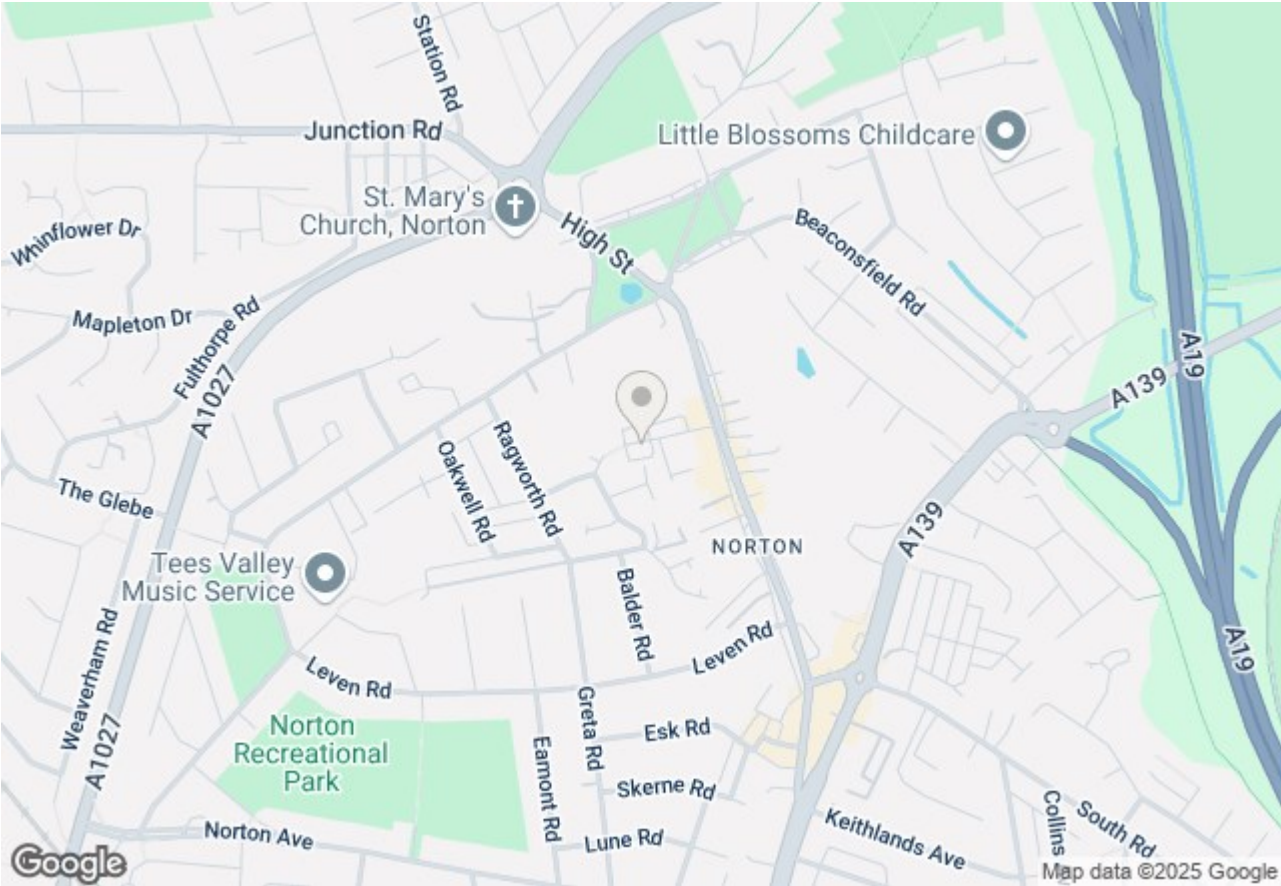 Station Rd
Junction Rd
Little Blossoms Childcare
St. Mary's
Church, Norton
High St
Whinflower Dr
Beaconsfield Rd
Mapleton Dr
Fulthorpe Rd
A1027
A19
A139
Ragworth Rd
Oakwell Rd
The Glebe
A139
NORTON
Tees Valley
Music Service
Balder Rd
Weaverham Rd
Leven Rd
A19
Leven Rd
Greta Rd
Norton
Recreational
Park
Esk Rd
Eamont Rd
A1027
Skerne Rd
Collins
South Rd
Norton Ave
Lune Rd
Keithlands Ave
Google
Map data ©2025 Google